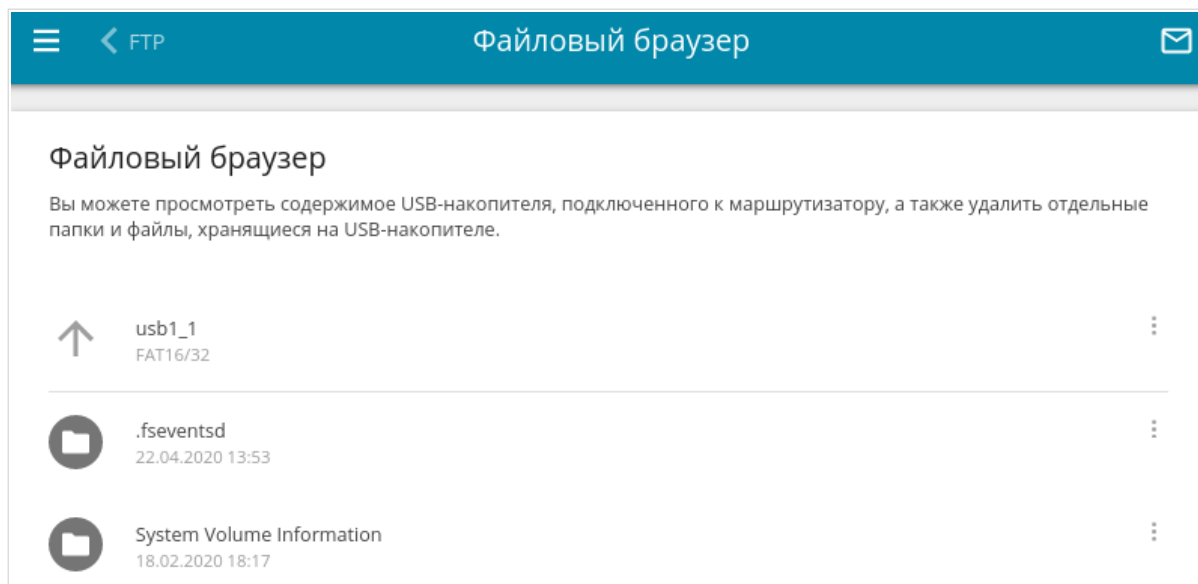 FTP
Файловый браузер
Файловый браузер
Вы можете просмотреть содержимое USB-накопителя, подключенного к маршрутизатору, а также удалить отдельные
папки и файлы, хранящиеся на USB-накопителе.
usb1_1
FAT16/32
.fseventsd
22.04.2020 13:53
System Volume Information
18.02.2020 18:17